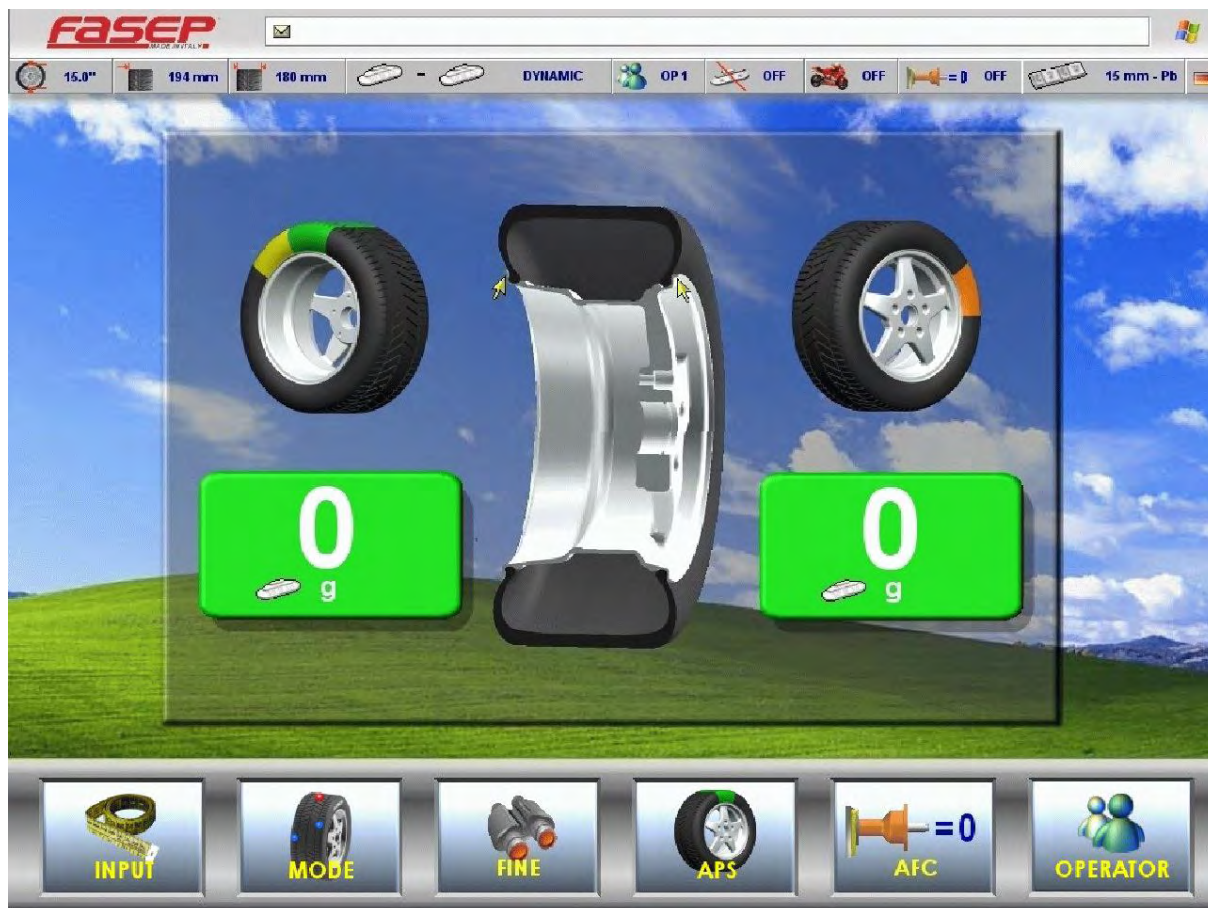 FASEP
MADE IN ITALY
15.0" 194 mm 180 mm - DYNAMIC OP 1 OFF OFF =0 OFF 15 mm - Pb
0 0
g g
=0
INPUT MODE FINE APS AFC OPERATOR